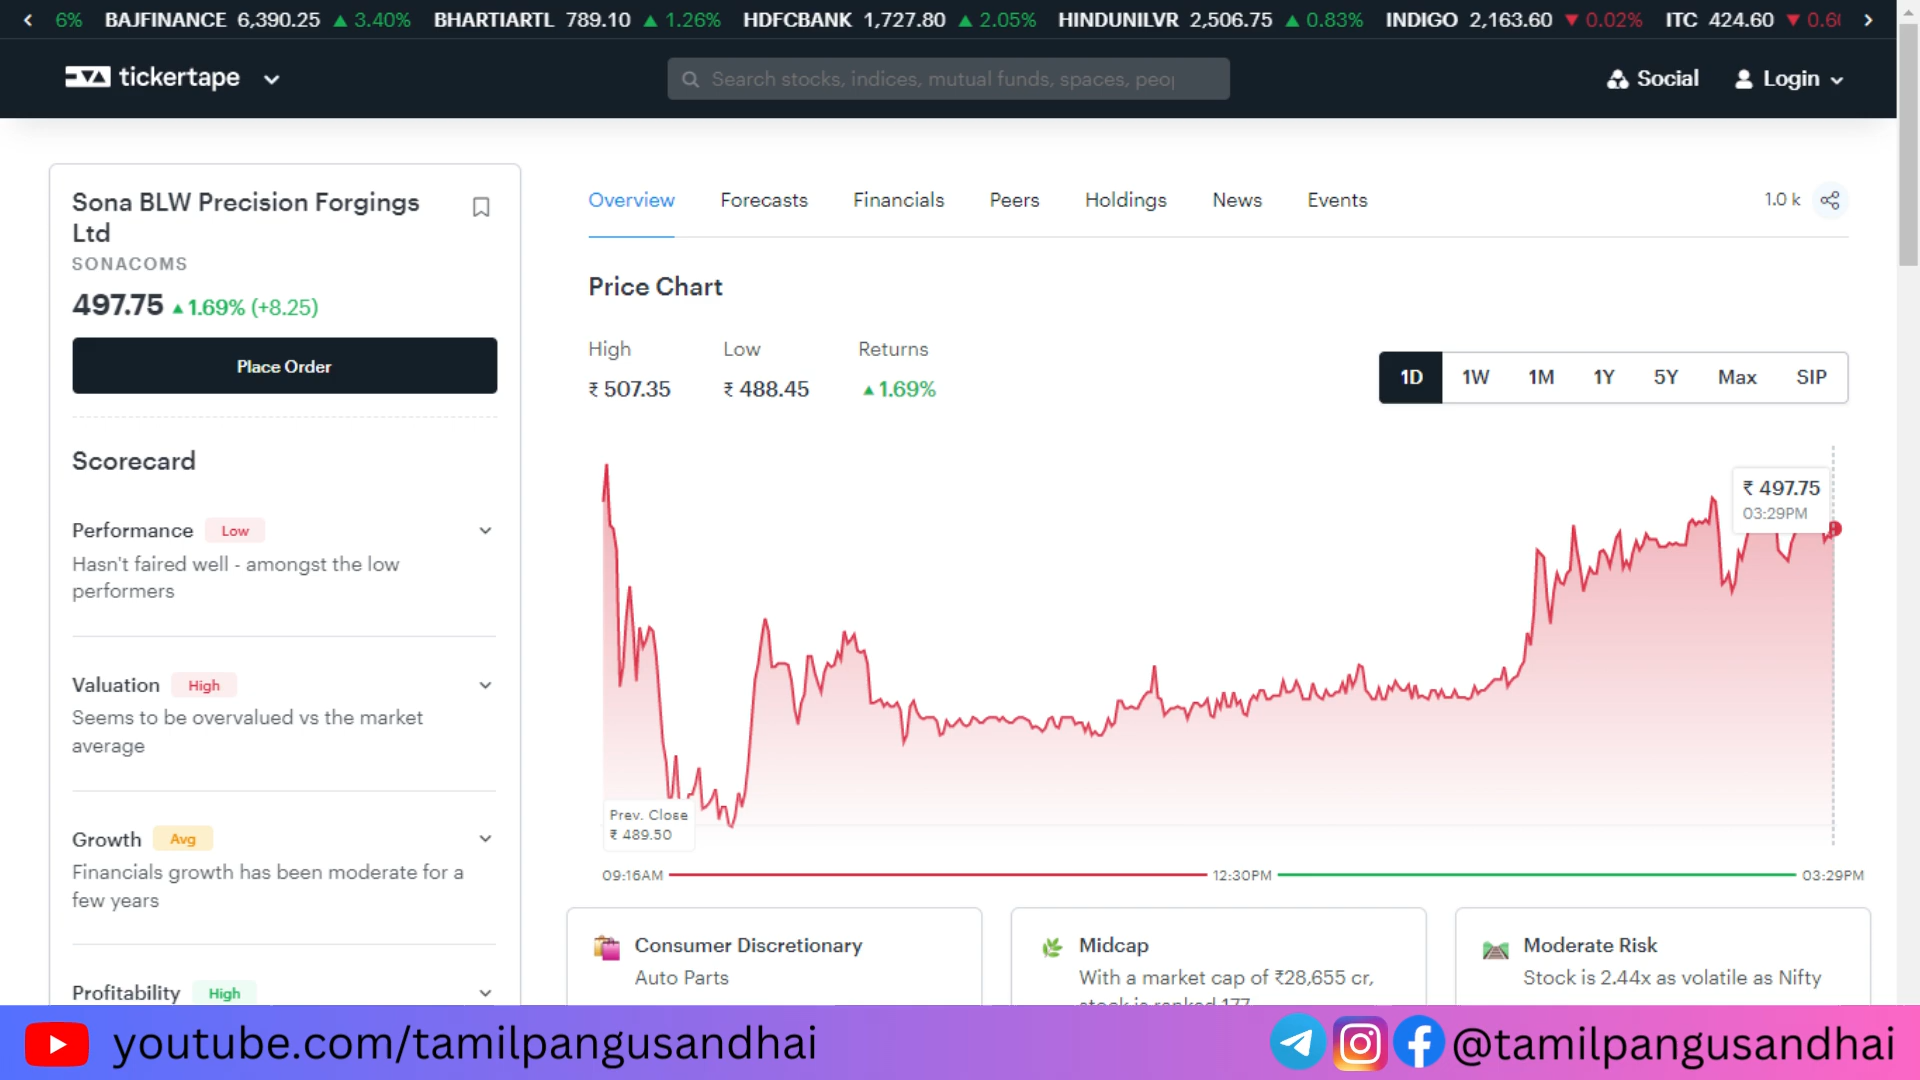 6% BAJFINANCE 6,390.25 ▲ 3.40% BHARTIARTL 789.10 ▲ 1.26% HDFCBANK 1,727.80 ▲ 2.05% HINDUNILVR 2,506.75 ▲ 0.83% INDIGO 2,163.60 ▼ 0.02% ITC 424.60 ▼
tickertape
Search stocks, indices, mutual funds, spaces,
Social
Login
Sona BLW Precision Forgings
Ltd
SONACOMS
497.75 ▲ 1.69% (+8.25)
Place Order
Scorecard
Performance Low
Hasn't faired well - amongst the low
performers
Valuation High
Seems to be overvalued vs the market
average
Growth Avg
Financials growth has been moderate for a
few years
Profitability High
Overview Forecasts Financials Peers Holdings News Events
1.0 k
Price Chart
High Low Returns
₹ 507.35 ₹ 488.45 ▲ 1.69%
1D 1W 1M 1Y 5Y Max SIP
₹ 497.75
03:29PM
Prev. Close
₹ 489.50
09:16AM 12:30PM 03:29PM
Consumer Discretionary
Auto Parts
Midcap
With a market cap of ₹28,655 cr,
stock is ranked 177
Moderate Risk
Stock is 2.44x as volatile as Nifty
youtube.com/tamilpangusandhai
@tamilpangusandhai